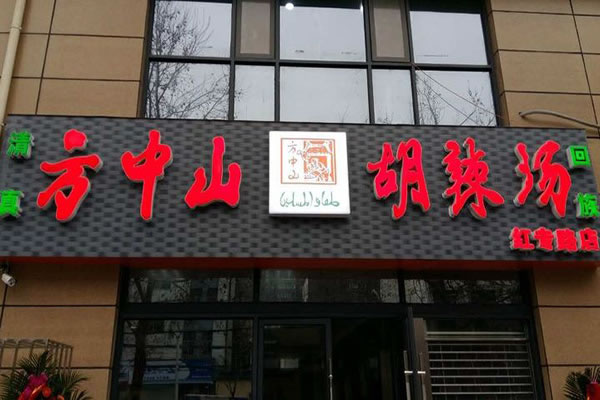 清真
方中山
方中山
胡辣汤
回族
红专路店